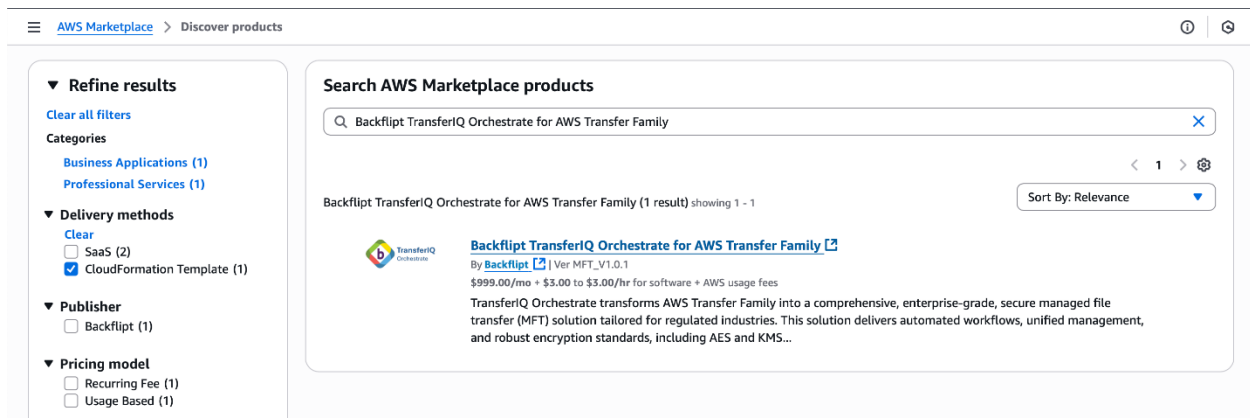 AWS Marketplace > Discover products
Refine results
Clear all filters
Categories
Business Applications (1)
Professional Services (1)
Delivery methods
Clear
SaaS (2)
CloudFormation Template (1)
Publisher
Backflipt (1)
Pricing model
Recurring Fee (1)
Usage Based (1)
Search AWS Marketplace products
Backflipt TransferIQ Orchestrate for AWS Transfer Family
< 1 >
Backflipt TransferIQ Orchestrate for AWS Transfer Family (1 result) showing 1 - 1
Sort By: Relevance
b TransferIQ
Orchestrate
Backflipt TransferIQ Orchestrate for AWS Transfer Family
By Backflipt | Ver MFT_V1.0.1
$999.00/mo + $3.00 to $3.00/hr for software + AWS usage fees
TransferIQ Orchestrate transforms AWS Transfer Family into a comprehensive, enterprise-grade, secure managed file
transfer (MFT) solution tailored for regulated industries. This solution delivers automated workflows, unified management,
and robust encryption standards, including AES and KMS...